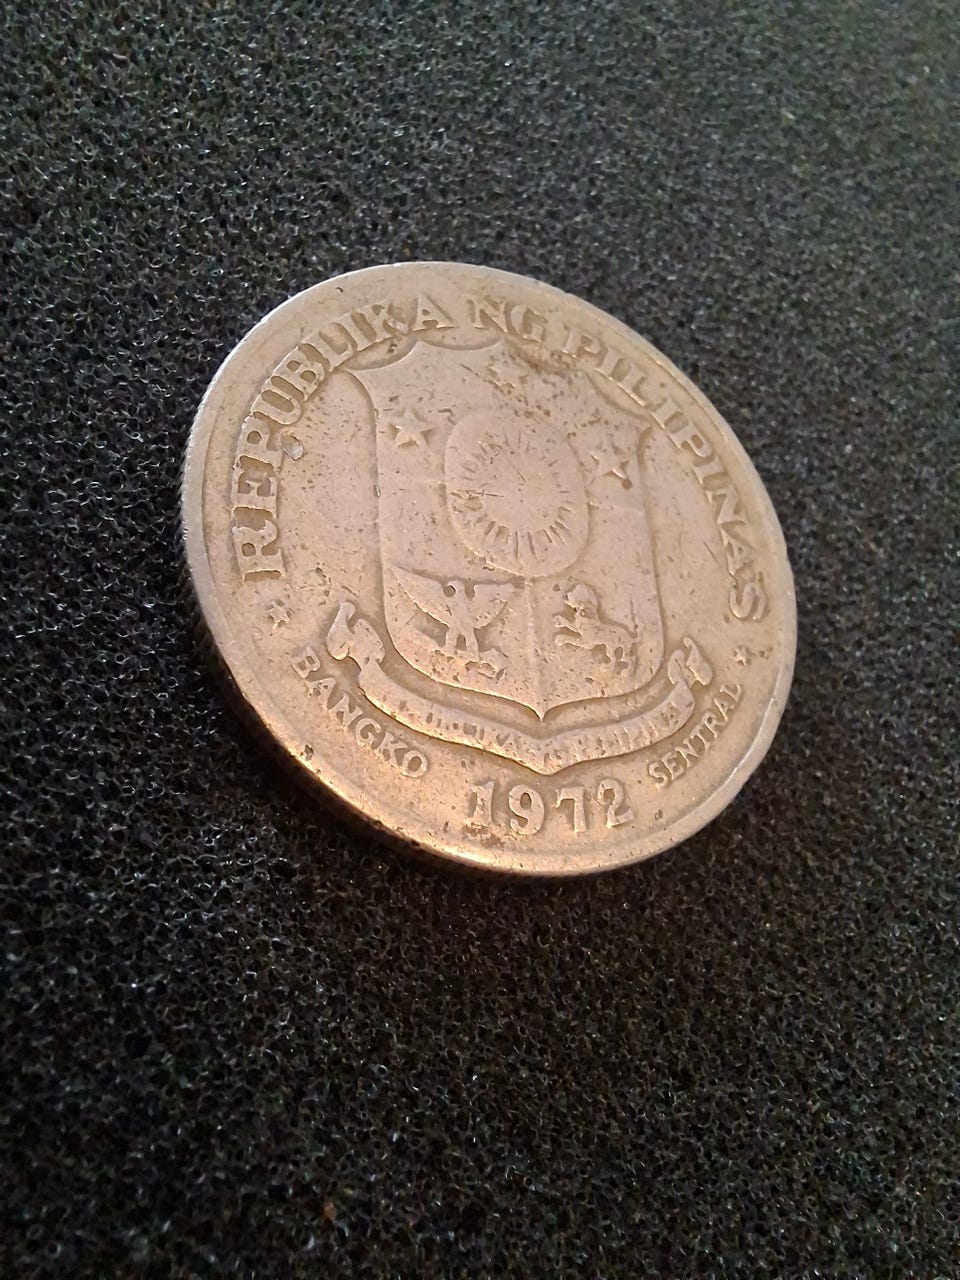 REPUBLIKA NG PILIPINAS
BANGKO SENTRAL
1972